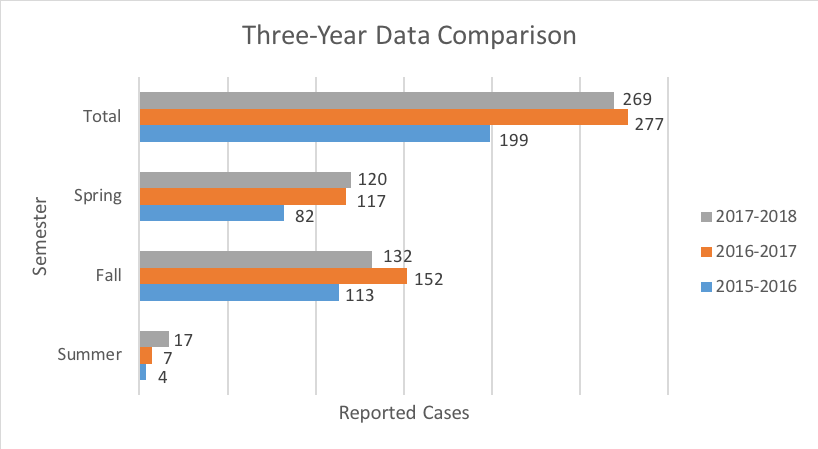 Three-Year Data Comparison
Total
269
277
199
Spring
120
117
82
Fall
132
152
113
Summer
17
7
4
Semester
Reported Cases
2017-2018
2016-2017
2015-2016